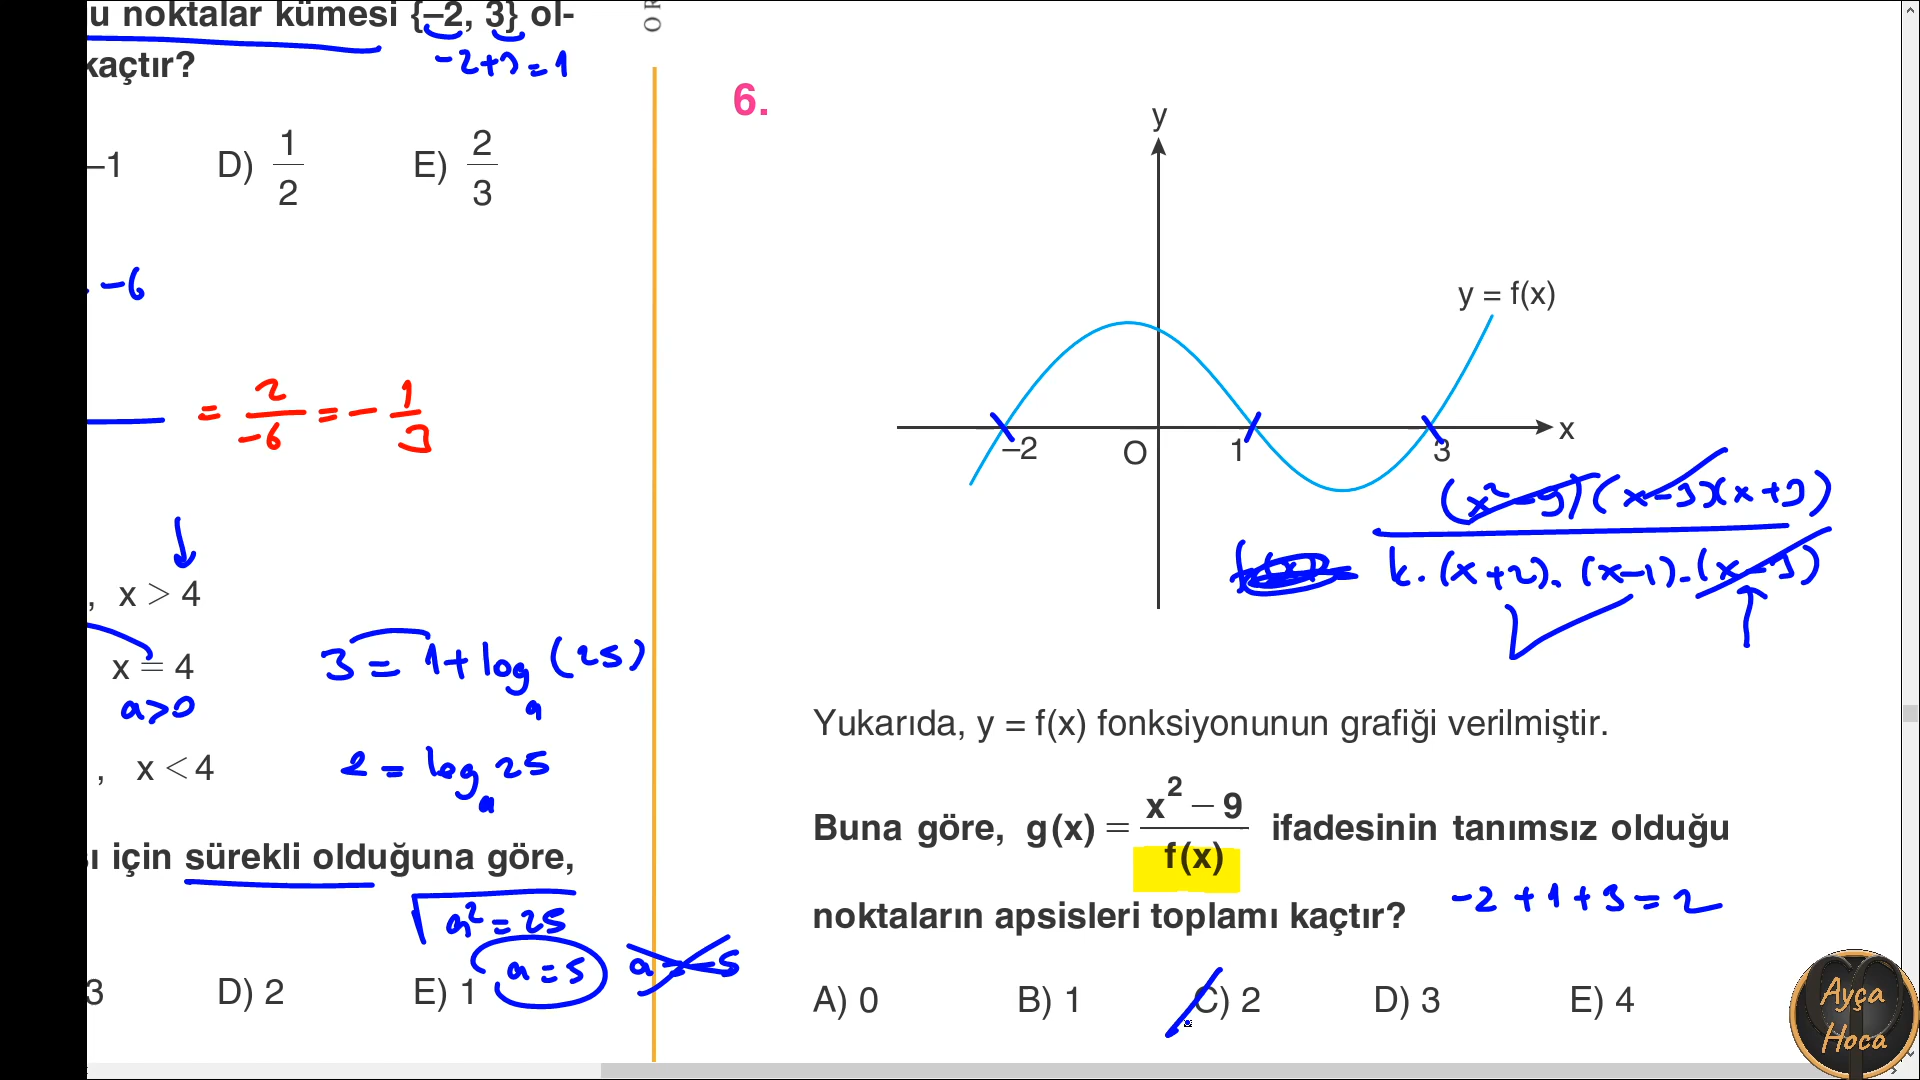 u noktalar kümesi {–2, 3} ol-
-2+3=1
kaçtır?
–1 D) 1/2 E) 2/3
-6
= 2/-6 = - 1/3
, x > 4
x = 4
a>0
, x < 4
3 = 1+log_a (25)
2 = log_a 25
ı için sürekli olduğuna göre,
a²=25
a=5 a=-5
3 D) 2 E) 1
O R
6.
y
y = f(x)
–2 O 1 3 x
(x²-9) (x-3)(x+3)
k.(x+2).(x-1).(x-3)
Yukarıda, y = f(x) fonksiyonunun grafiği verilmiştir.
Buna göre, g(x) = x² – 9 / f(x) ifadesinin tanımsız olduğu
noktaların apsisleri toplamı kaçtır?
-2+1+3=2
A) 0 B) 1 C) 2 D) 3 E) 4
Ayça
Hoca